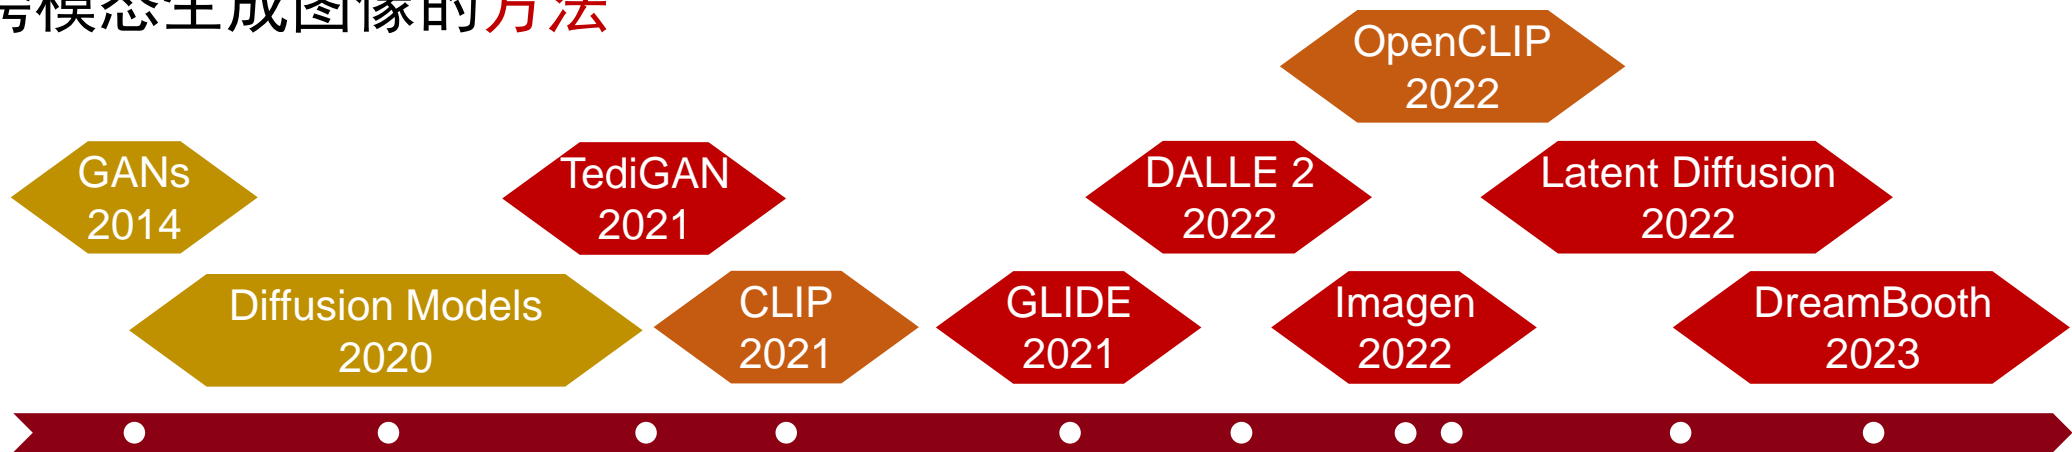 跨模态生成图像的方法
OpenCLIP
2022
GANs
2014
TediGAN
2021
DALLE 2
2022
Latent Diffusion
2022
Diffusion Models
2020
CLIP
2021
GLIDE
2021
Imagen
2022
DreamBooth
2023